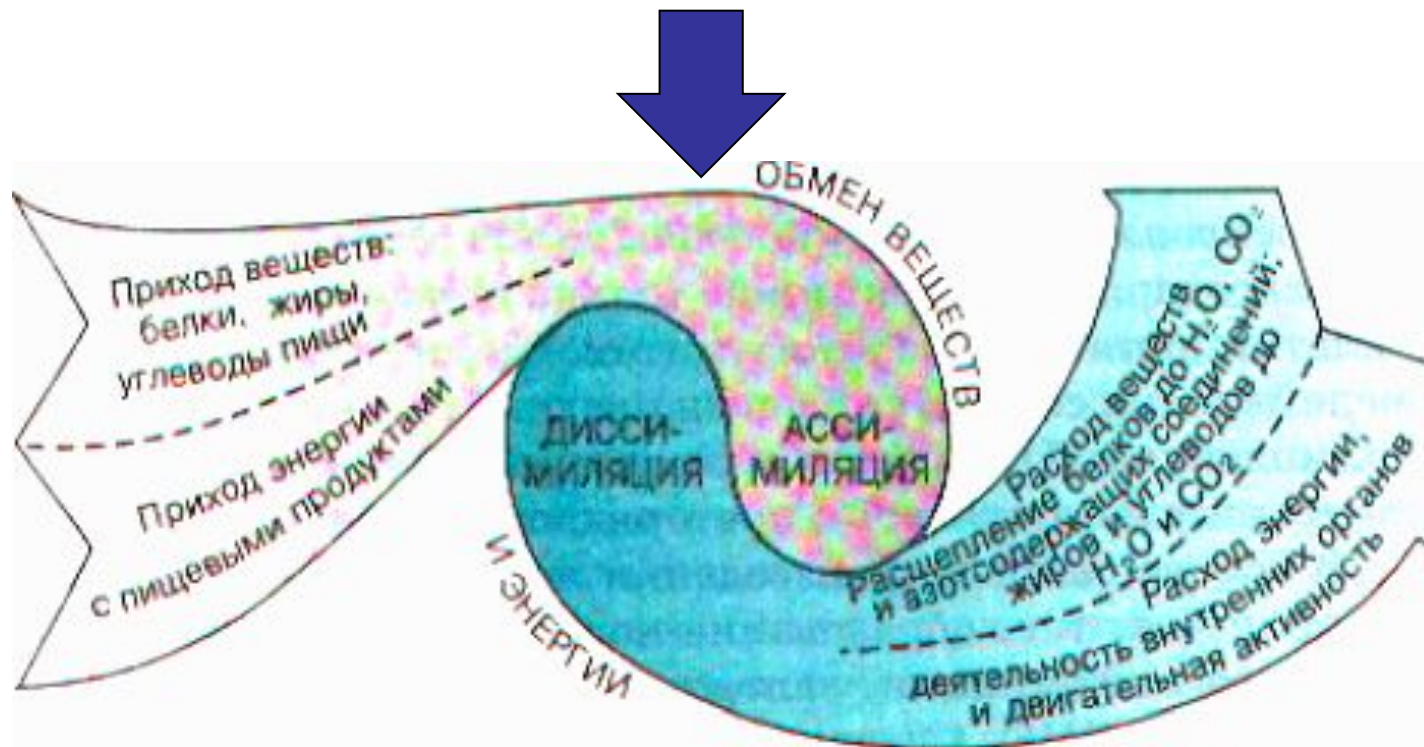 ОБМЕН ВЕЩЕСТВ
И ЭНЕРГИИ
Приход веществ:
белки, жиры,
углеводы пищи
Приход энергии
с пищевыми продуктами
ДИССИ-
МИЛЯЦИЯ
АССИ-
МИЛЯЦИЯ
Расход веществ
Расщепление белков до H₂O, CO₂
и азотсодержащих соединений;
жиров и углеводов до
H₂O и CO₂
Расход энергии,
деятельность внутренних органов
и двигательная активность